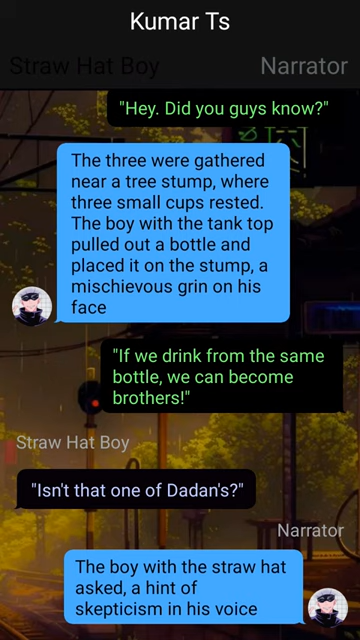 Kumar Ts
Straw Hat Boy
Narrator
"Hey. Did you guys know?"
The three were gathered
near a tree stump, where
three small cups rested.
The boy with the tank top
pulled out a bottle and
placed it on the stump, a
mischievous grin on his
face
"If we drink from the same
bottle, we can become
brothers!"
Straw Hat Boy
"Isn't that one of Dadan's?"
Narrator
The boy with the straw hat
asked, a hint of
skepticism in his voice